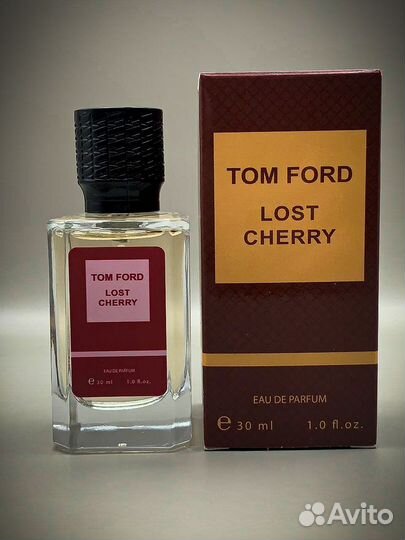 TOM FORD
LOST
CHERRY
EAU DE PARFUM
e 30 ml 1.0 fl.oz.
TOM FORD
LOST
CHERRY
EAU DE PARFUM
e 30 ml 1.0 fl.oz.
Avito